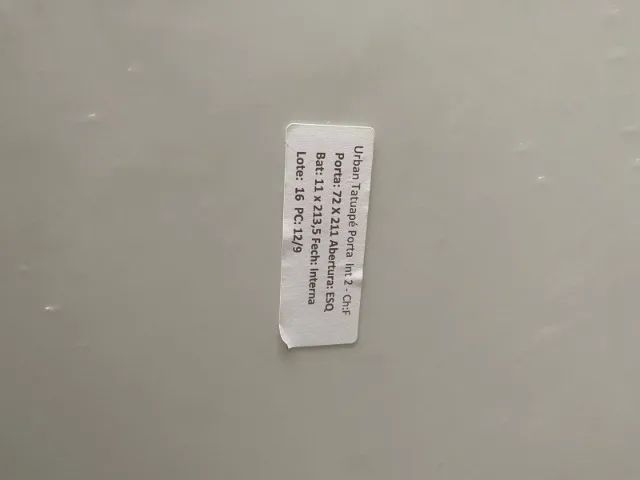 Urban Tatuapé Porta Int 2 - Ch:F
Porta: 72 X 211 Abertura: ESQ
Bat: 11 x 213,5 Fech: Interna
Lote: 16 PC: 12/9